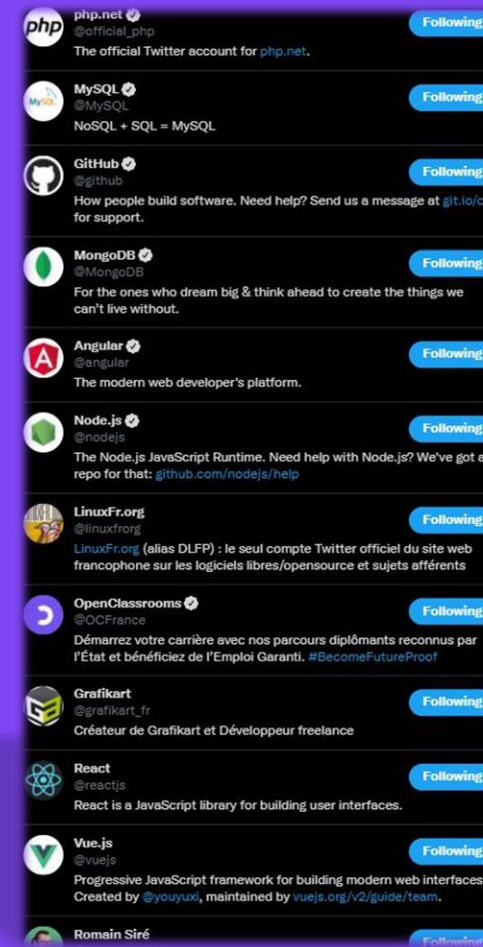 php
php.net
@official_php
Following
The official Twitter account for php.net.
MySQL
MySQL
@MySQL
Following
NoSQL + SQL = MySQL
GitHub
@github
Following
How people build software. Need help? Send us a message at
for support.
MongoDB
@MongoDB
Following
For the ones who dream big & think ahead to create the things we
can't live without.
Angular
@angular
Following
The modern web developer's platform.
Node.js
@nodejs
Following
The Node.js JavaScript Runtime. Need help with Node.js? We've got a
repo for that: github.com/nodejs/help
LinuxFr.org
@linuxfrorg
Following
LinuxFr.org (alias DLFP) : le seul compte Twitter officiel du site web
francophone sur les logiciels libres/opensource et sujets afférents
OpenClassrooms
@OCFrance
Following
Démarrez votre carrière avec nos parcours diplômants reconnus par
l'État et bénéficiez de l'Emploi Garanti. #BecomeFutureProof
Grafikart
@grafikart_fr
Following
Créateur de Grafikart et Développeur freelance
React
@reactjs
Following
React is a JavaScript library for building user interfaces.
Vue.js
@vuejs
Following
Progressive JavaScript framework for building modern web interfaces
Created by @youyuxi, maintained by vuejs.org/v2/guide/team.
Romain Siré
Following